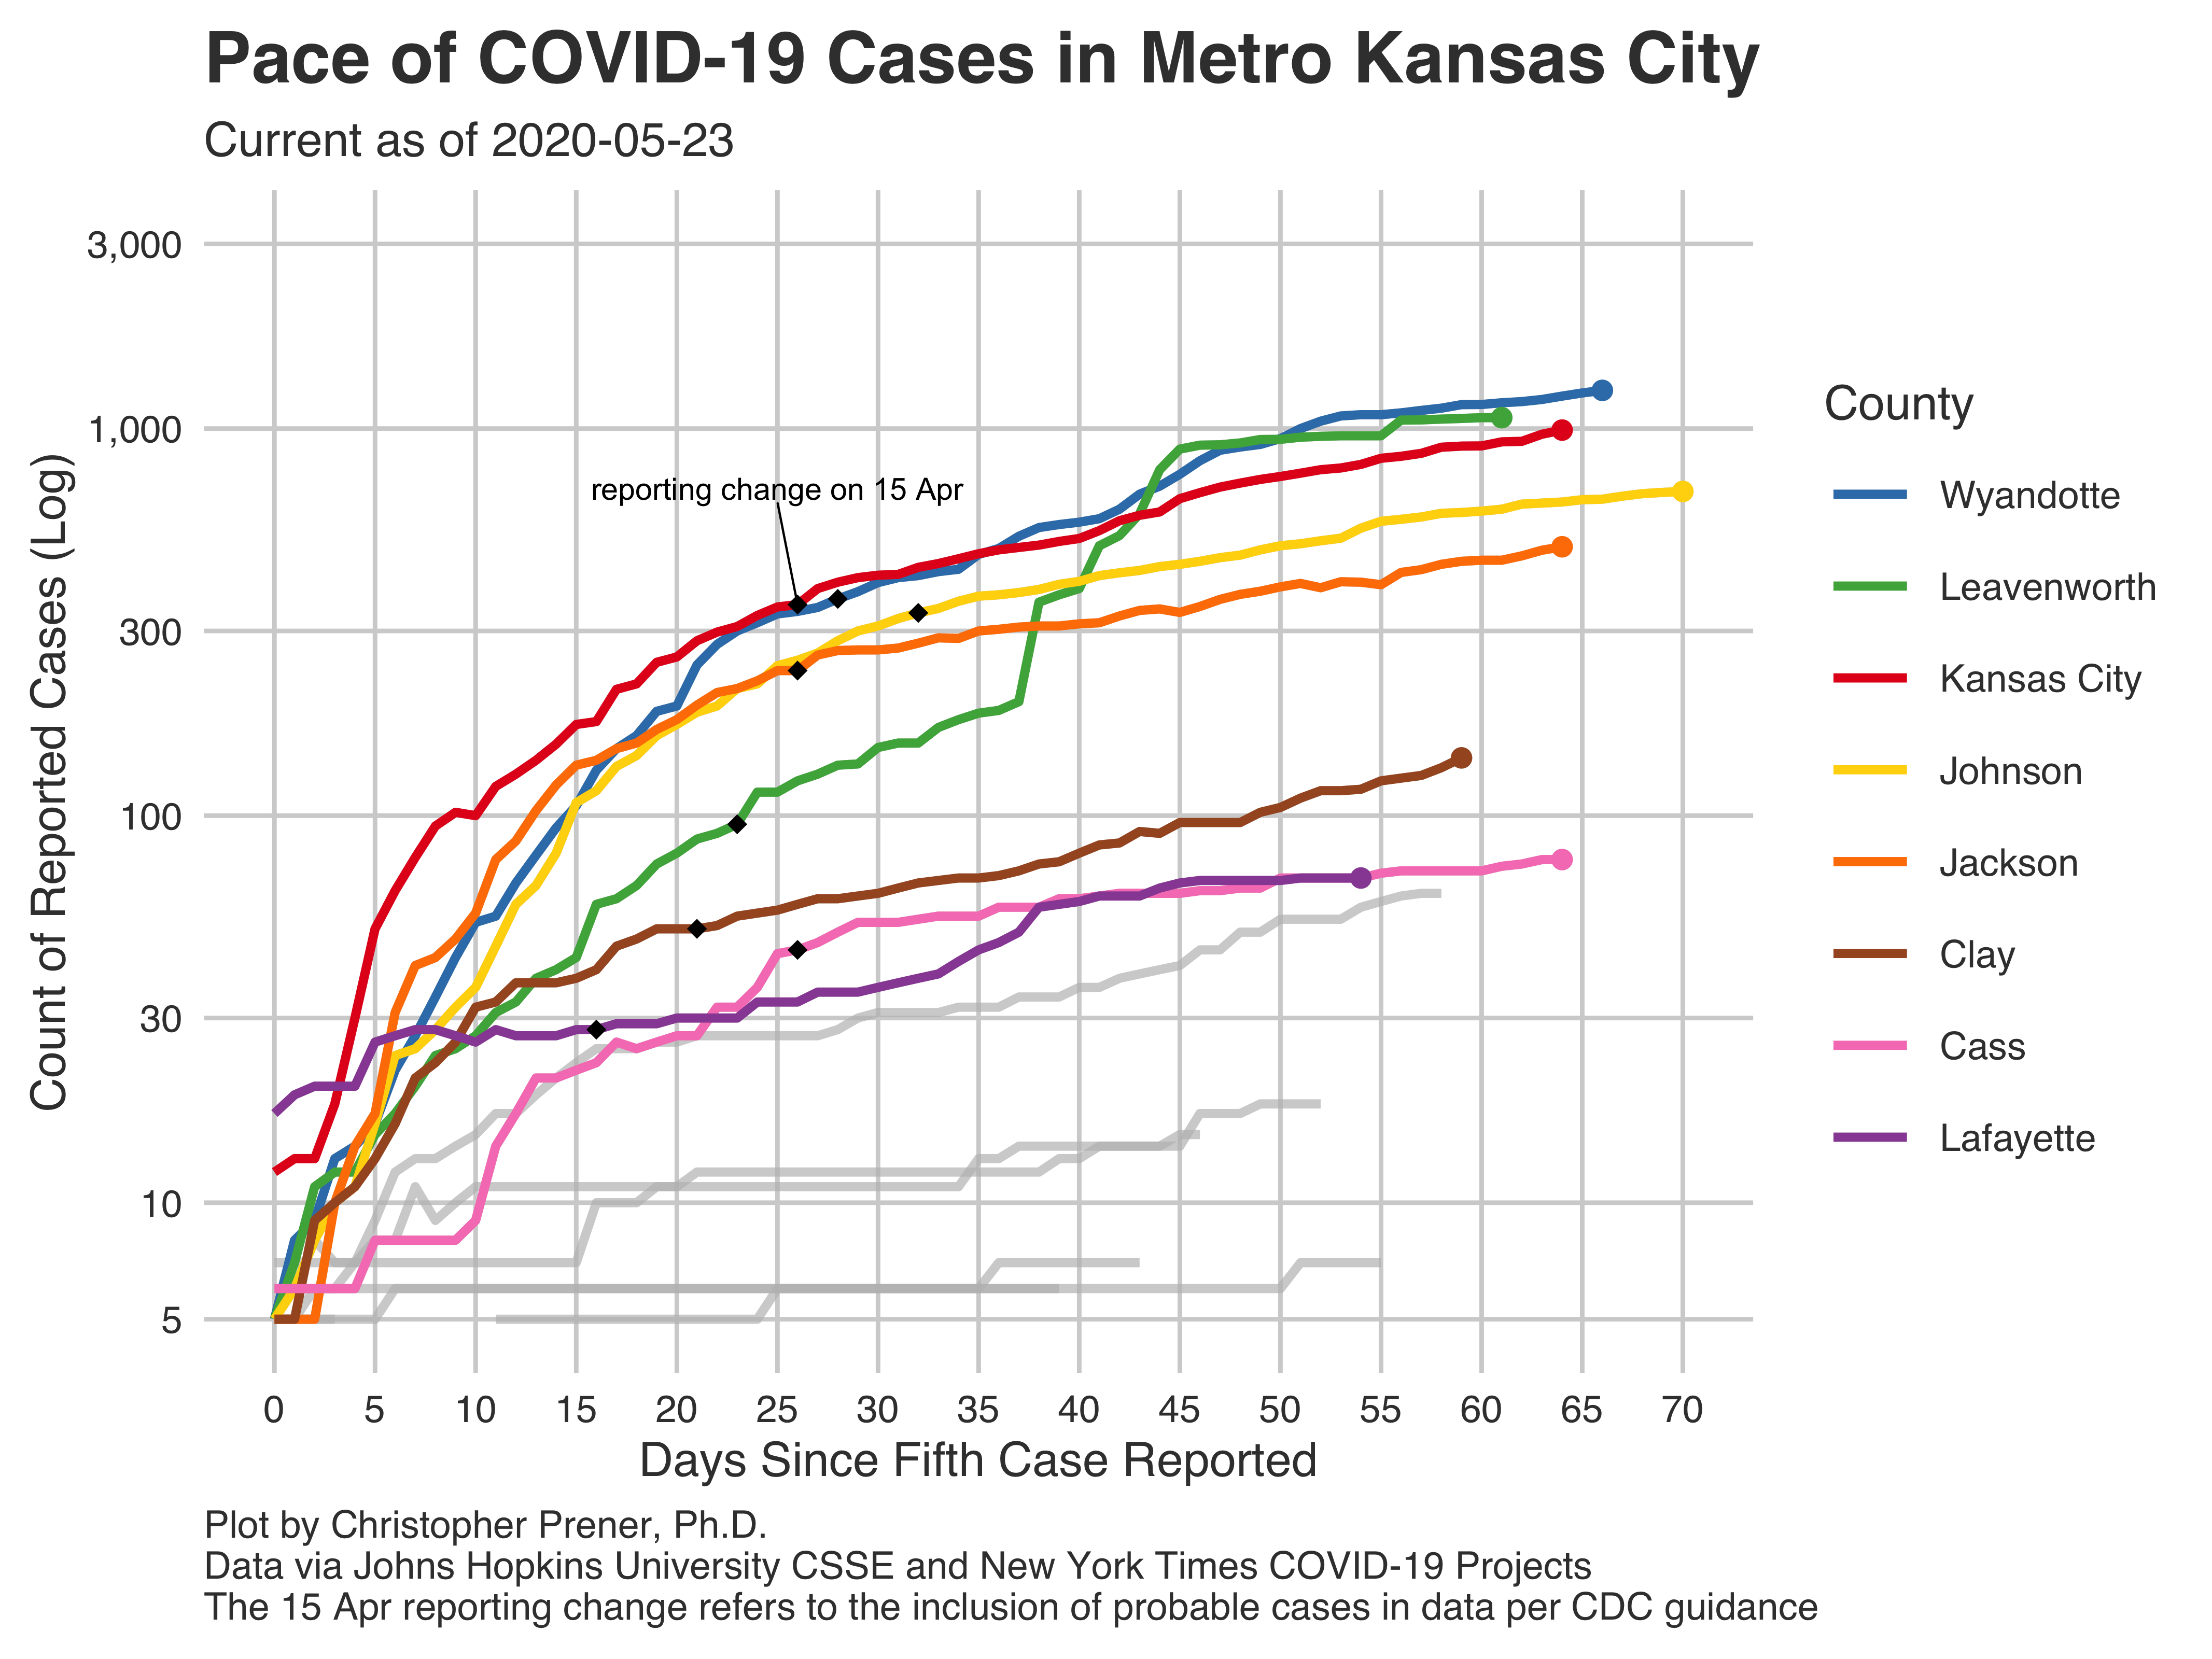 Pace of COVID-19 Cases in Metro Kansas City
Current as of 2020-05-23
Count of Reported Cases (Log)
3,000
1,000
300
100
30
10
5
reporting change on 15 Apr
0 5 10 15 20 25 30 35 40 45 50 55 60 65 70
Days Since Fifth Case Reported
County
Wyandotte
Leavenworth
Kansas City
Johnson
Jackson
Clay
Cass
Lafayette
Plot by Christopher Prener, Ph.D.
Data via Johns Hopkins University CSSE and New York Times COVID-19 Projects
The 15 Apr reporting change refers to the inclusion of probable cases in data per CDC guidance